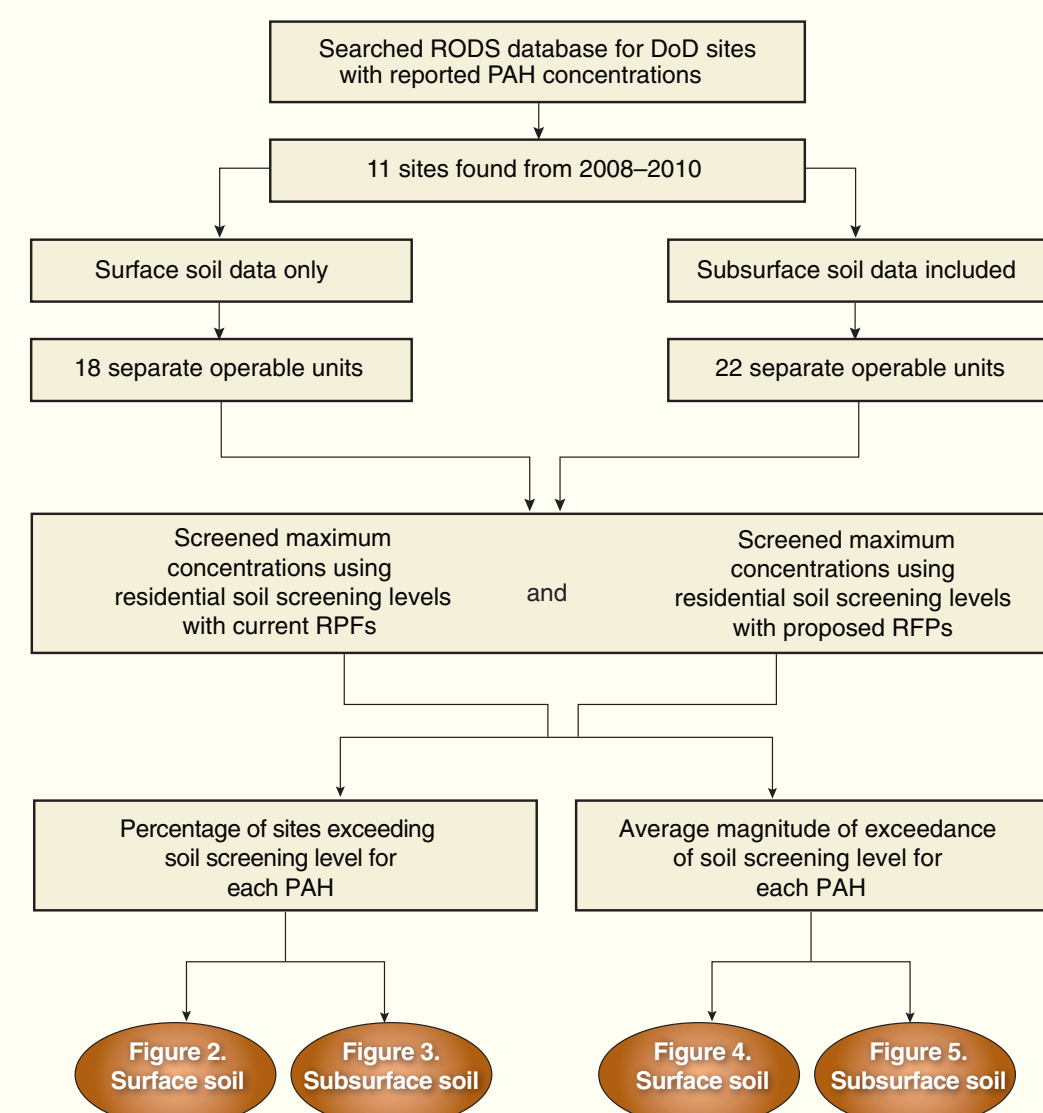 Searched RODS database for DoD sites
with reported PAH concentrations
11 sites found from 2008–2010
Surface soil data only
Subsurface soil data included
18 separate operable units
22 separate operable units
Screened maximum
concentrations using
residential soil screening levels
with current RPFs
and
Screened maximum
concentrations using
residential soil screening levels
with proposed RFPs
Percentage of sites exceeding
soil screening level for
each PAH
Average magnitude of exceedance
of soil screening level for
each PAH
Figure 2.
Surface soil
Figure 3.
Subsurface soil
Figure 4.
Surface soil
Figure 5.
Subsurface soil